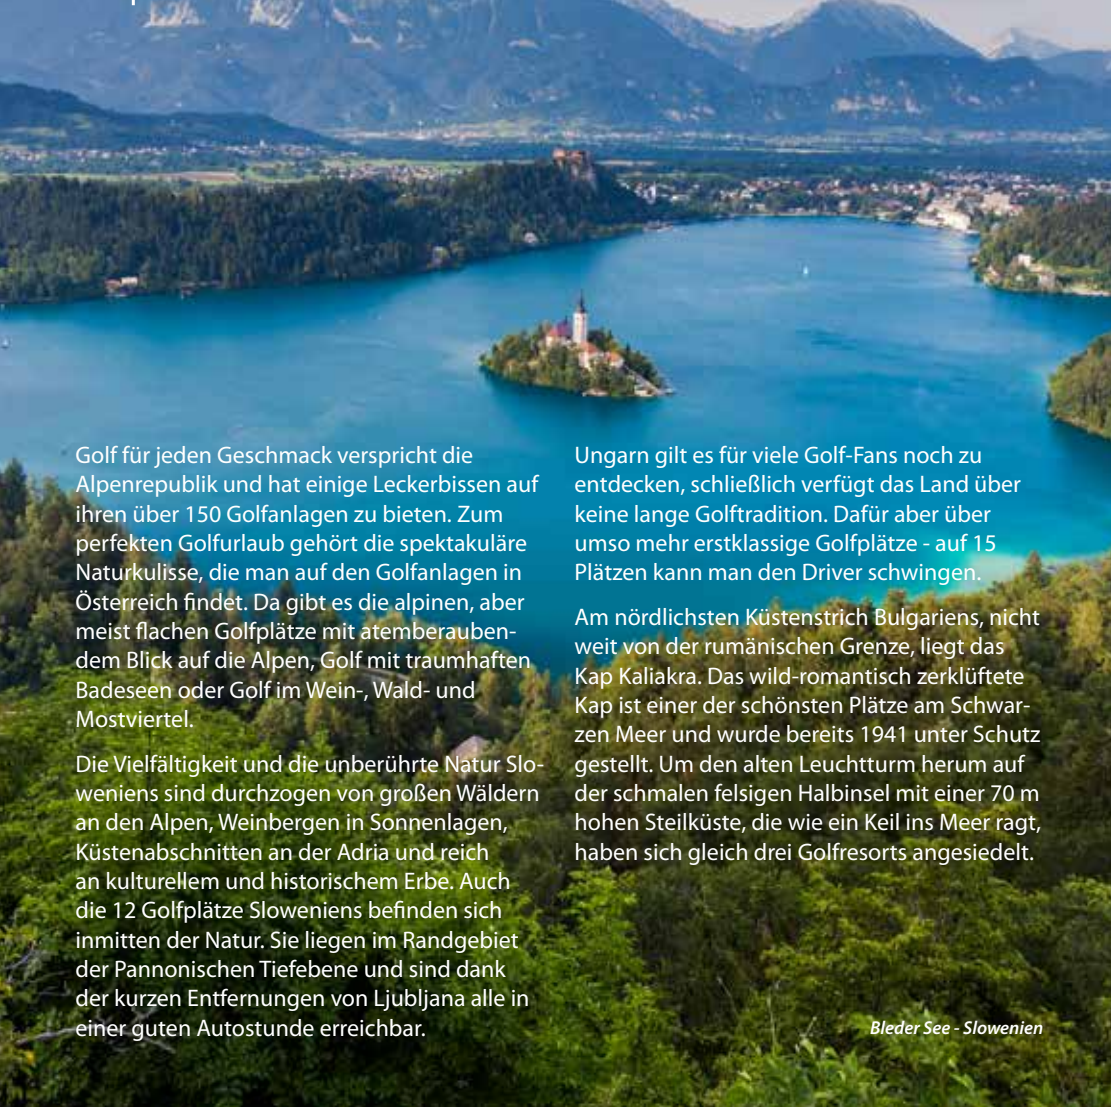 Golf für jeden Geschmack verspricht die
Alpenrepublik und hat einige Leckerbissen auf
ihren über 150 Golfanlagen zu bieten. Zum
perfekten Golfurlaub gehört die spektakuläre
Naturkulisse, die man auf den Golfanlagen in
Österreich findet. Da gibt es die alpinen, aber
meist flachen Golfplätze mit atemberauben-
dem Blick auf die Alpen, Golf mit traumhaften
Badeseen oder Golf im Wein-, Wald- und
Mostviertel.
Die Vielfältigkeit und die unberührte Natur Slo-
weniens sind durchzogen von großen Wäldern
an den Alpen, Weinbergen in Sonnenlagen,
Küstenabschnitten an der Adria und reich
an kulturellem und historischem Erbe. Auch
die 12 Golfplätze Sloweniens befinden sich
inmitten der Natur. Sie liegen im Randgebiet
der Pannonischen Tiefebene und sind dank
der kurzen Entfernungen von Ljubljana alle in
einer guten Autostunde erreichbar.
Ungarn gilt es für viele Golf-Fans noch zu
entdecken, schließlich verfügt das Land über
keine lange Golftradition. Dafür aber über
umso mehr erstklassige Golfplätze - auf 15
Plätzen kann man den Driver schwingen.
Am nördlichsten Küstenstrich Bulgariens, nicht
weit von der rumänischen Grenze, liegt das
Kap Kaliakra. Das wild-romantisch zerklüftete
Kap ist einer der schönsten Plätze am Schwar-
zen Meer und wurde bereits 1941 unter Schutz
gestellt. Um den alten Leuchtturm herum auf
der schmalen felsigen Halbinsel mit einer 70 m
hohen Steilküste, die wie ein Keil ins Meer ragt,
haben sich gleich drei Golfresorts angesiedelt.
Bleder See - Slowenien